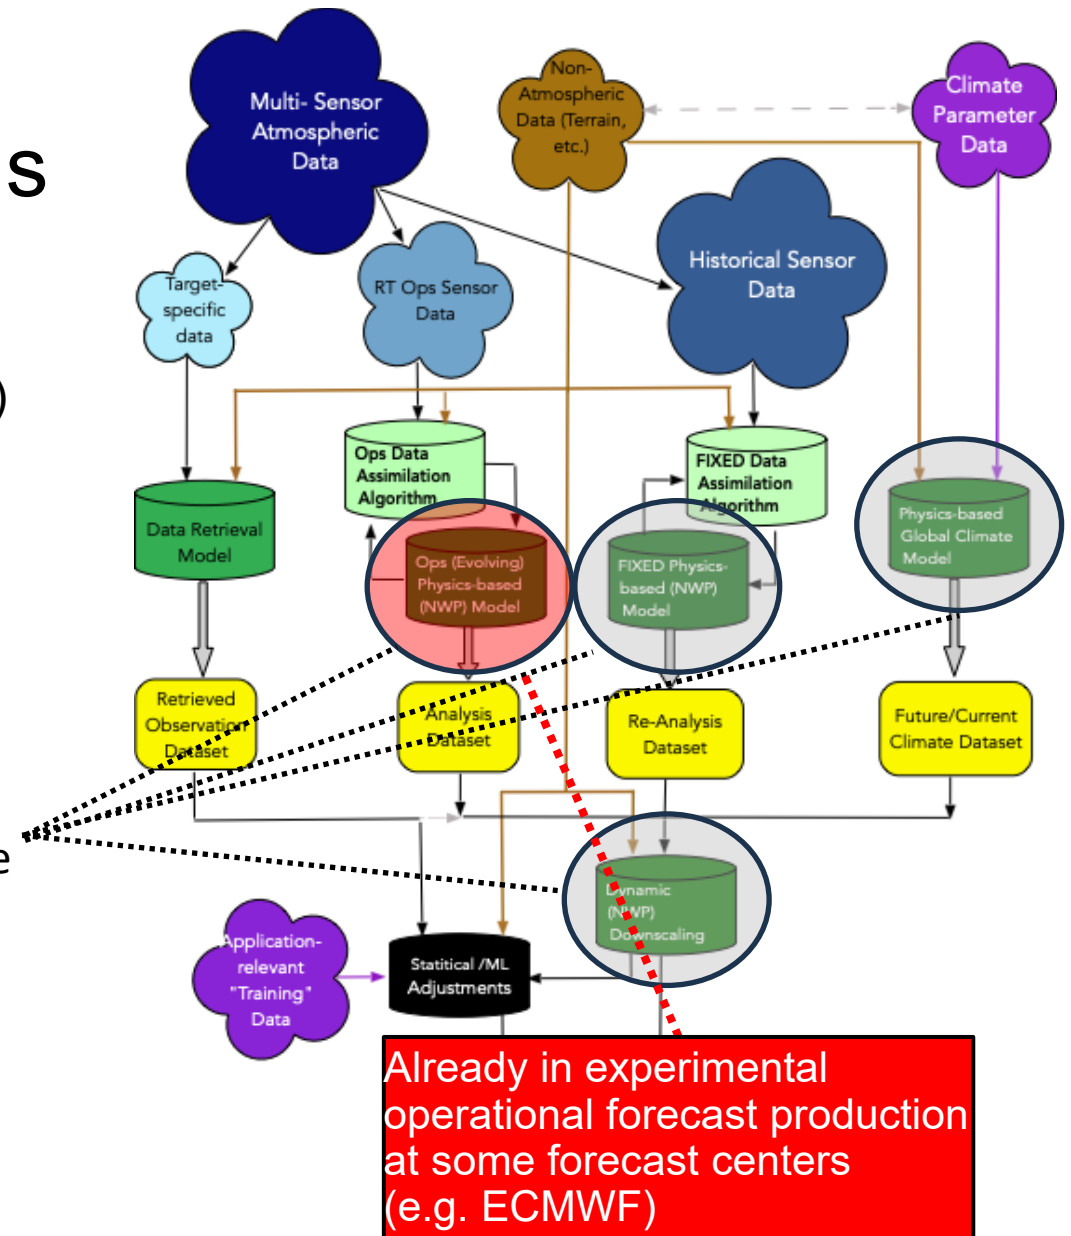 Multi- Sensor
Atmospheric
Data
Non-
Atmospheric
Data (Terrain,
etc.)
Climate
Parameter
Data
s
Target-
specific
data
RT Ops Sensor
Data
Historical Sensor
Data
)
Ops Data
Assimilation
Algorithm
FIXED Data
Assimilation
Algorithm
Data Retrieval
Model
Ops (Evolving)
Physics-based
(NWP) Model
FIXED Physics-
based (NWP)
Model
Physics-based
Global Climate
Model
Retrieved
Observation
Dataset
Analysis
Dataset
Re-Analysis
Dataset
Future/Current
Climate Dataset
e
Dynamic
(NWP)
Downscaling
Application-
relevant
"Training"
Data
Statitical /ML
Adjustments
Already in experimental
operational forecast production
at some forecast centers
(e.g. ECMWF)